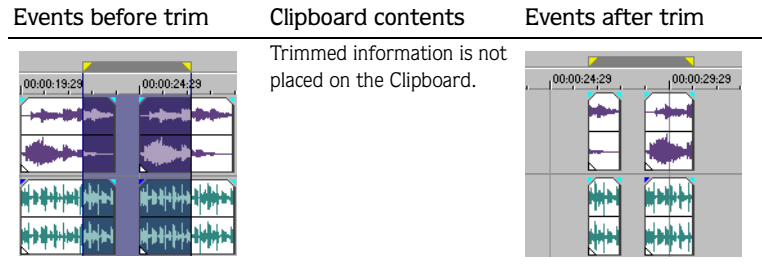 Events before trim
Clipboard contents
Events after trim
Trimmed information is not
placed on the Clipboard.
00:00:19;29
00:00:24;29
00:00:24;29
00:00:29;29